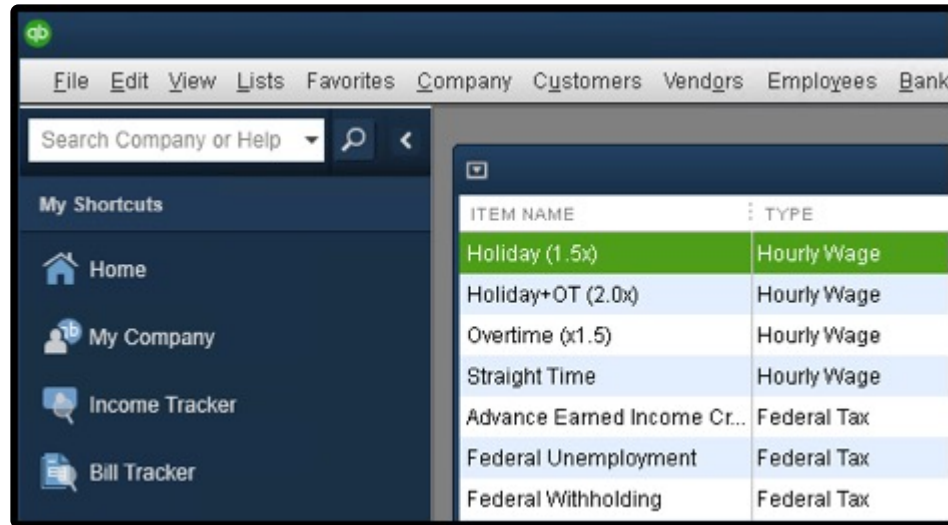 qb
File Edit View Lists Favorites Company Customers Vendors Employees Bank
Search Company or Help
My Shortcuts
Home
My Company
Income Tracker
Bill Tracker
ITEM NAME TYPE
Holiday (1.5x) Hourly Wage
Holiday+OT (2.0x) Hourly Wage
Overtime (x1.5) Hourly Wage
Straight Time Hourly Wage
Advance Earned Income Cr... Federal Tax
Federal Unemployment Federal Tax
Federal Withholding Federal Tax